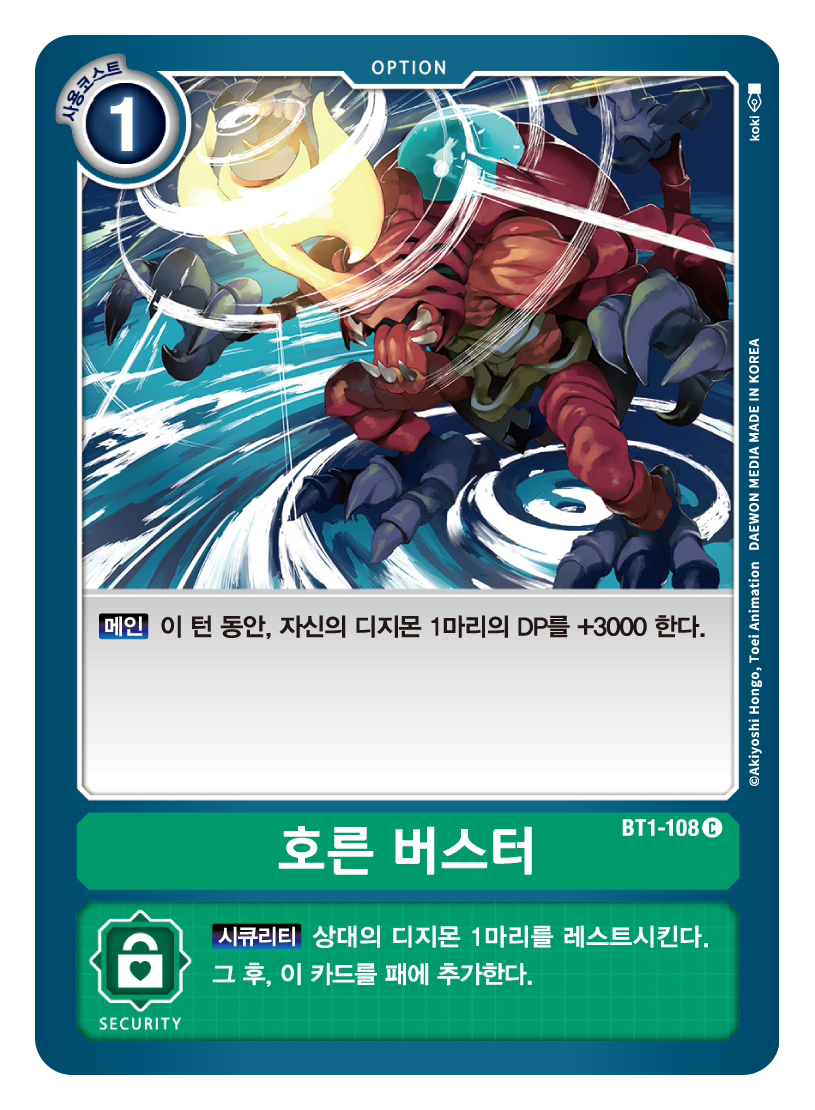 OPTION
사용코스트
1
koki
메인 이 턴 동안, 자신의 디지몬 1마리의 DP를 +3000 한다.
©Akiyoshi Hongo, Toei Animation DAEWON MEDIA MADE IN KOREA
BT1-108 C
호른 버스터
시큐리티 상대의 디지몬 1마리를 레스트시킨다.
그 후, 이 카드를 패에 추가한다.
SECURITY